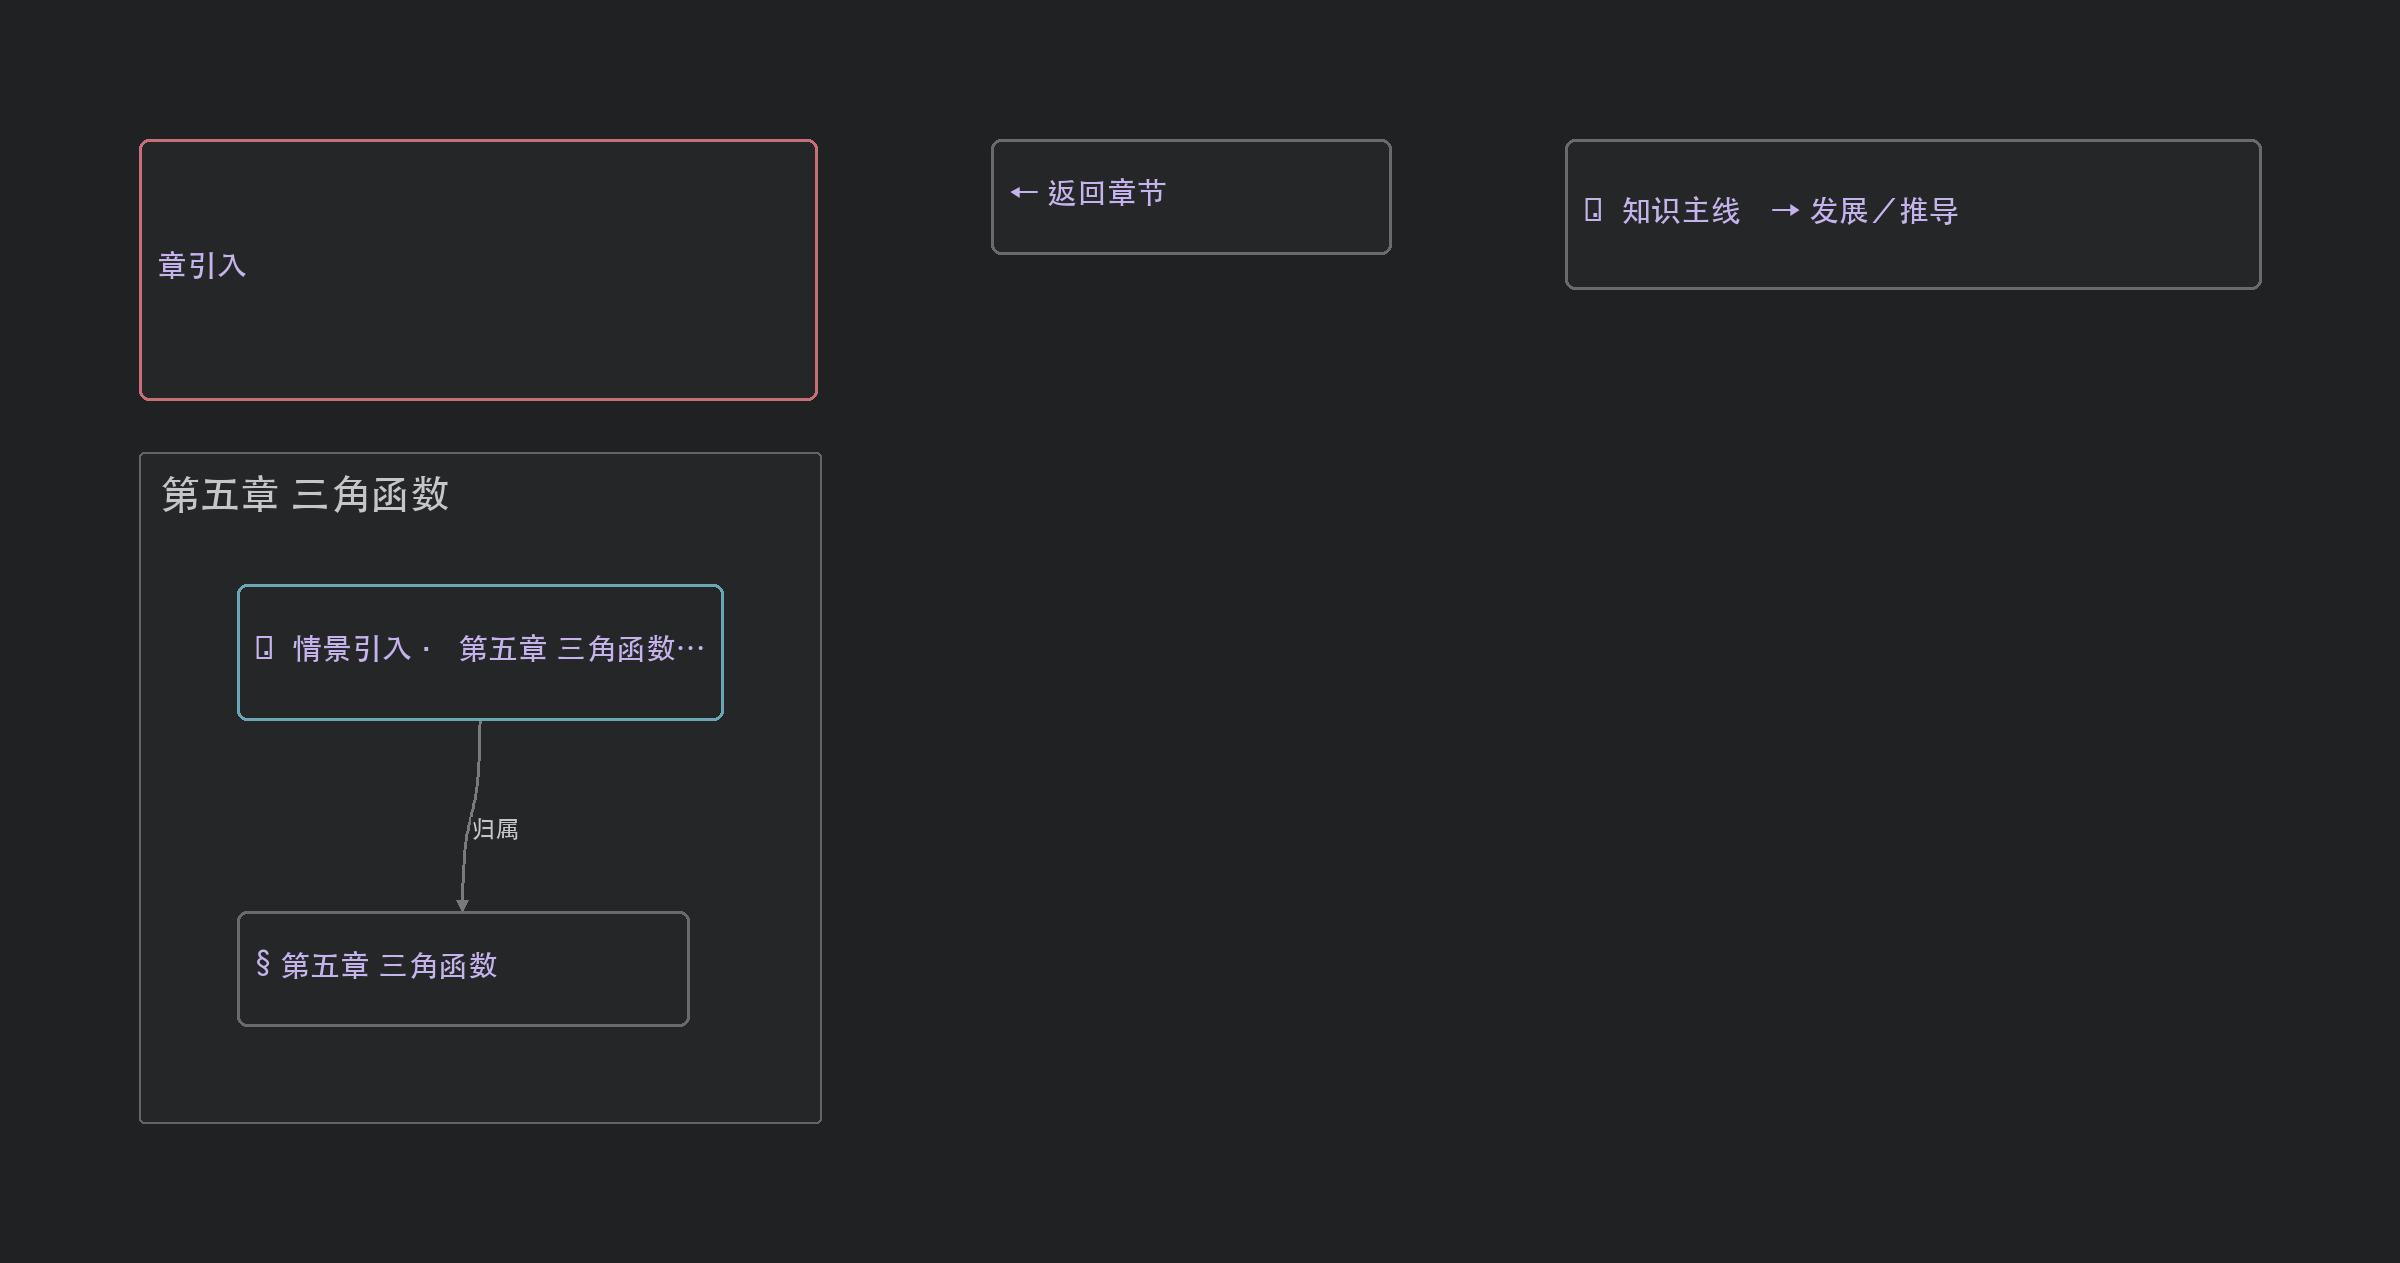 章引入
← 返回章节
知识主线 → 发展／推导
第五章 三角函数
情景引入 · 第五章 三角函数…
归属
§ 第五章 三角函数